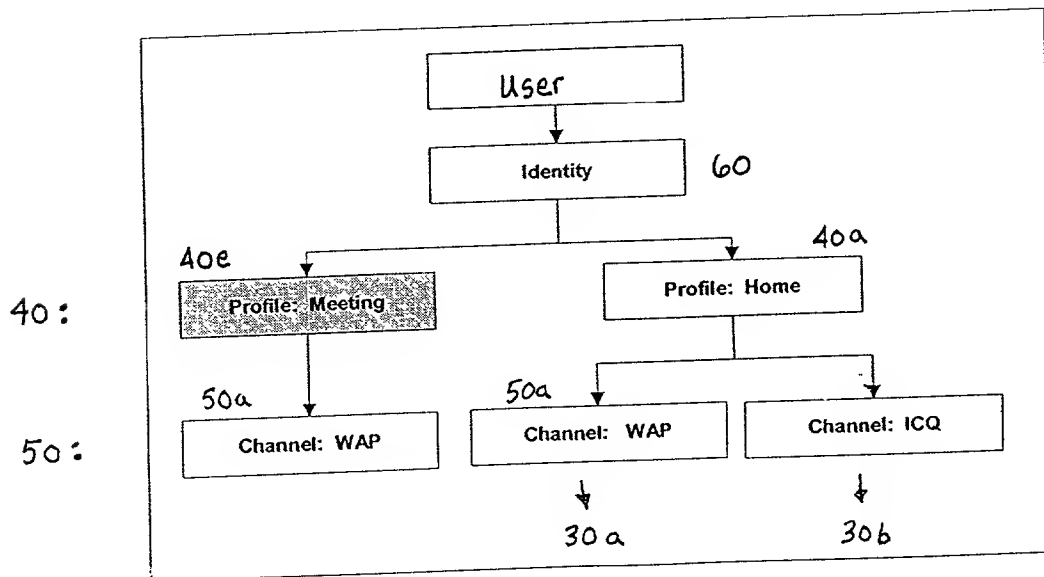 User
Identity
60
40e
40a
40:
Profile: Meeting
Profile: Home
50a
50a
50:
Channel: WAP
Channel: WAP
Channel: ICQ
30a
30b